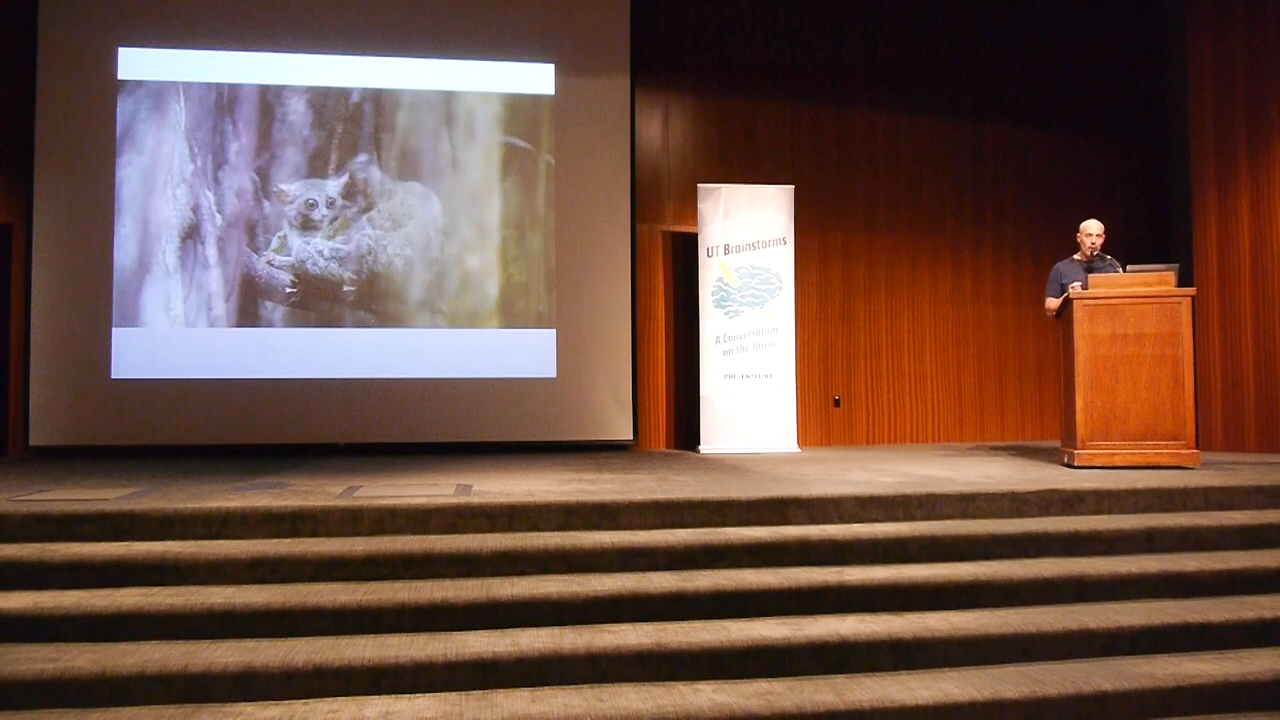 UT Brainstorms
A Conversation
on the Brain
PRESENTED BY